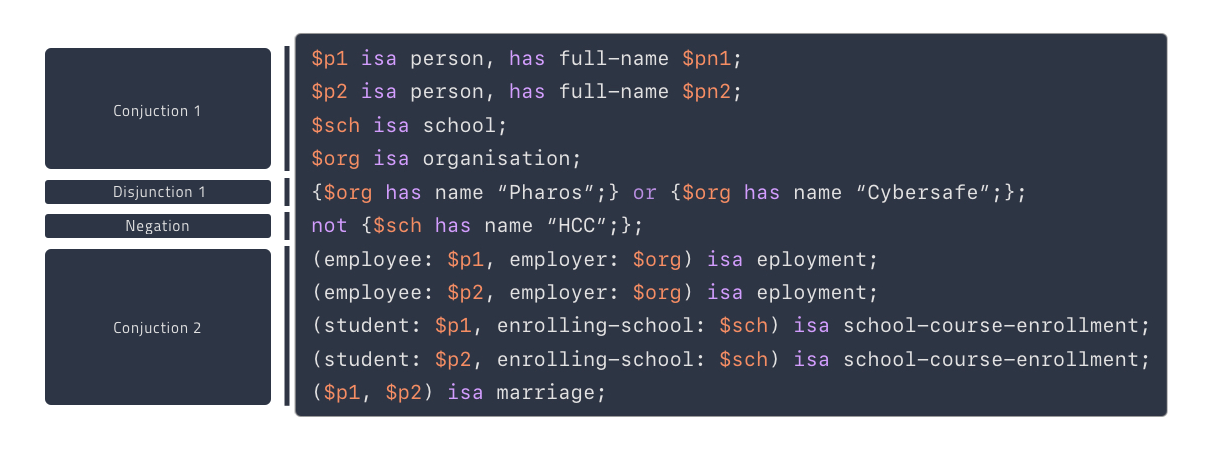 Conjuction 1
$p1 isa person, has full-name $pn1;
$p2 isa person, has full-name $pn2;
$sch isa school;
$org isa organisation;
Disjunction 1
{$org has name “Pharos”;} or {$org has name “Cybersafe”;};
Negation
not {$sch has name “HCC”;};
Conjuction 2
(employee: $p1, employer: $org) isa eployment;
(employee: $p2, employer: $org) isa eployment;
(student: $p1, enrolling-school: $sch) isa school-course-enrollment;
(student: $p2, enrolling-school: $sch) isa school-course-enrollment;
($p1, $p2) isa marriage;